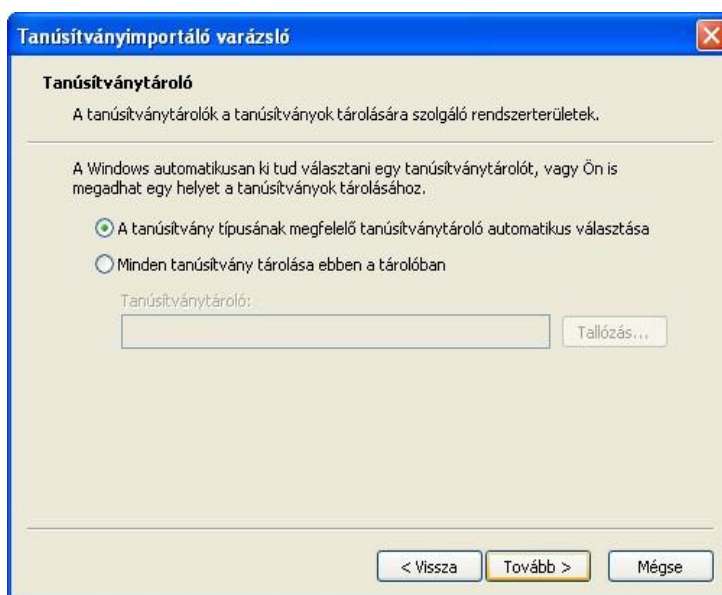 Tanúsítványimportáló varázsló
Tanúsítványtároló
A tanúsítványtárolók a tanúsítványok tárolására szolgáló rendszerterületek.
A Windows automatikusan ki tud választani egy tanúsítványtárolót, vagy Ön is
megadhat egy helyet a tanúsítványok tárolásához.
A tanúsítvány típusának megfelelő tanúsítványtároló automatikus választása
Minden tanúsítvány tárolása ebben a tárolóban
Tanúsítványtároló:
Tallózás...
< Vissza Tovább > Mégse